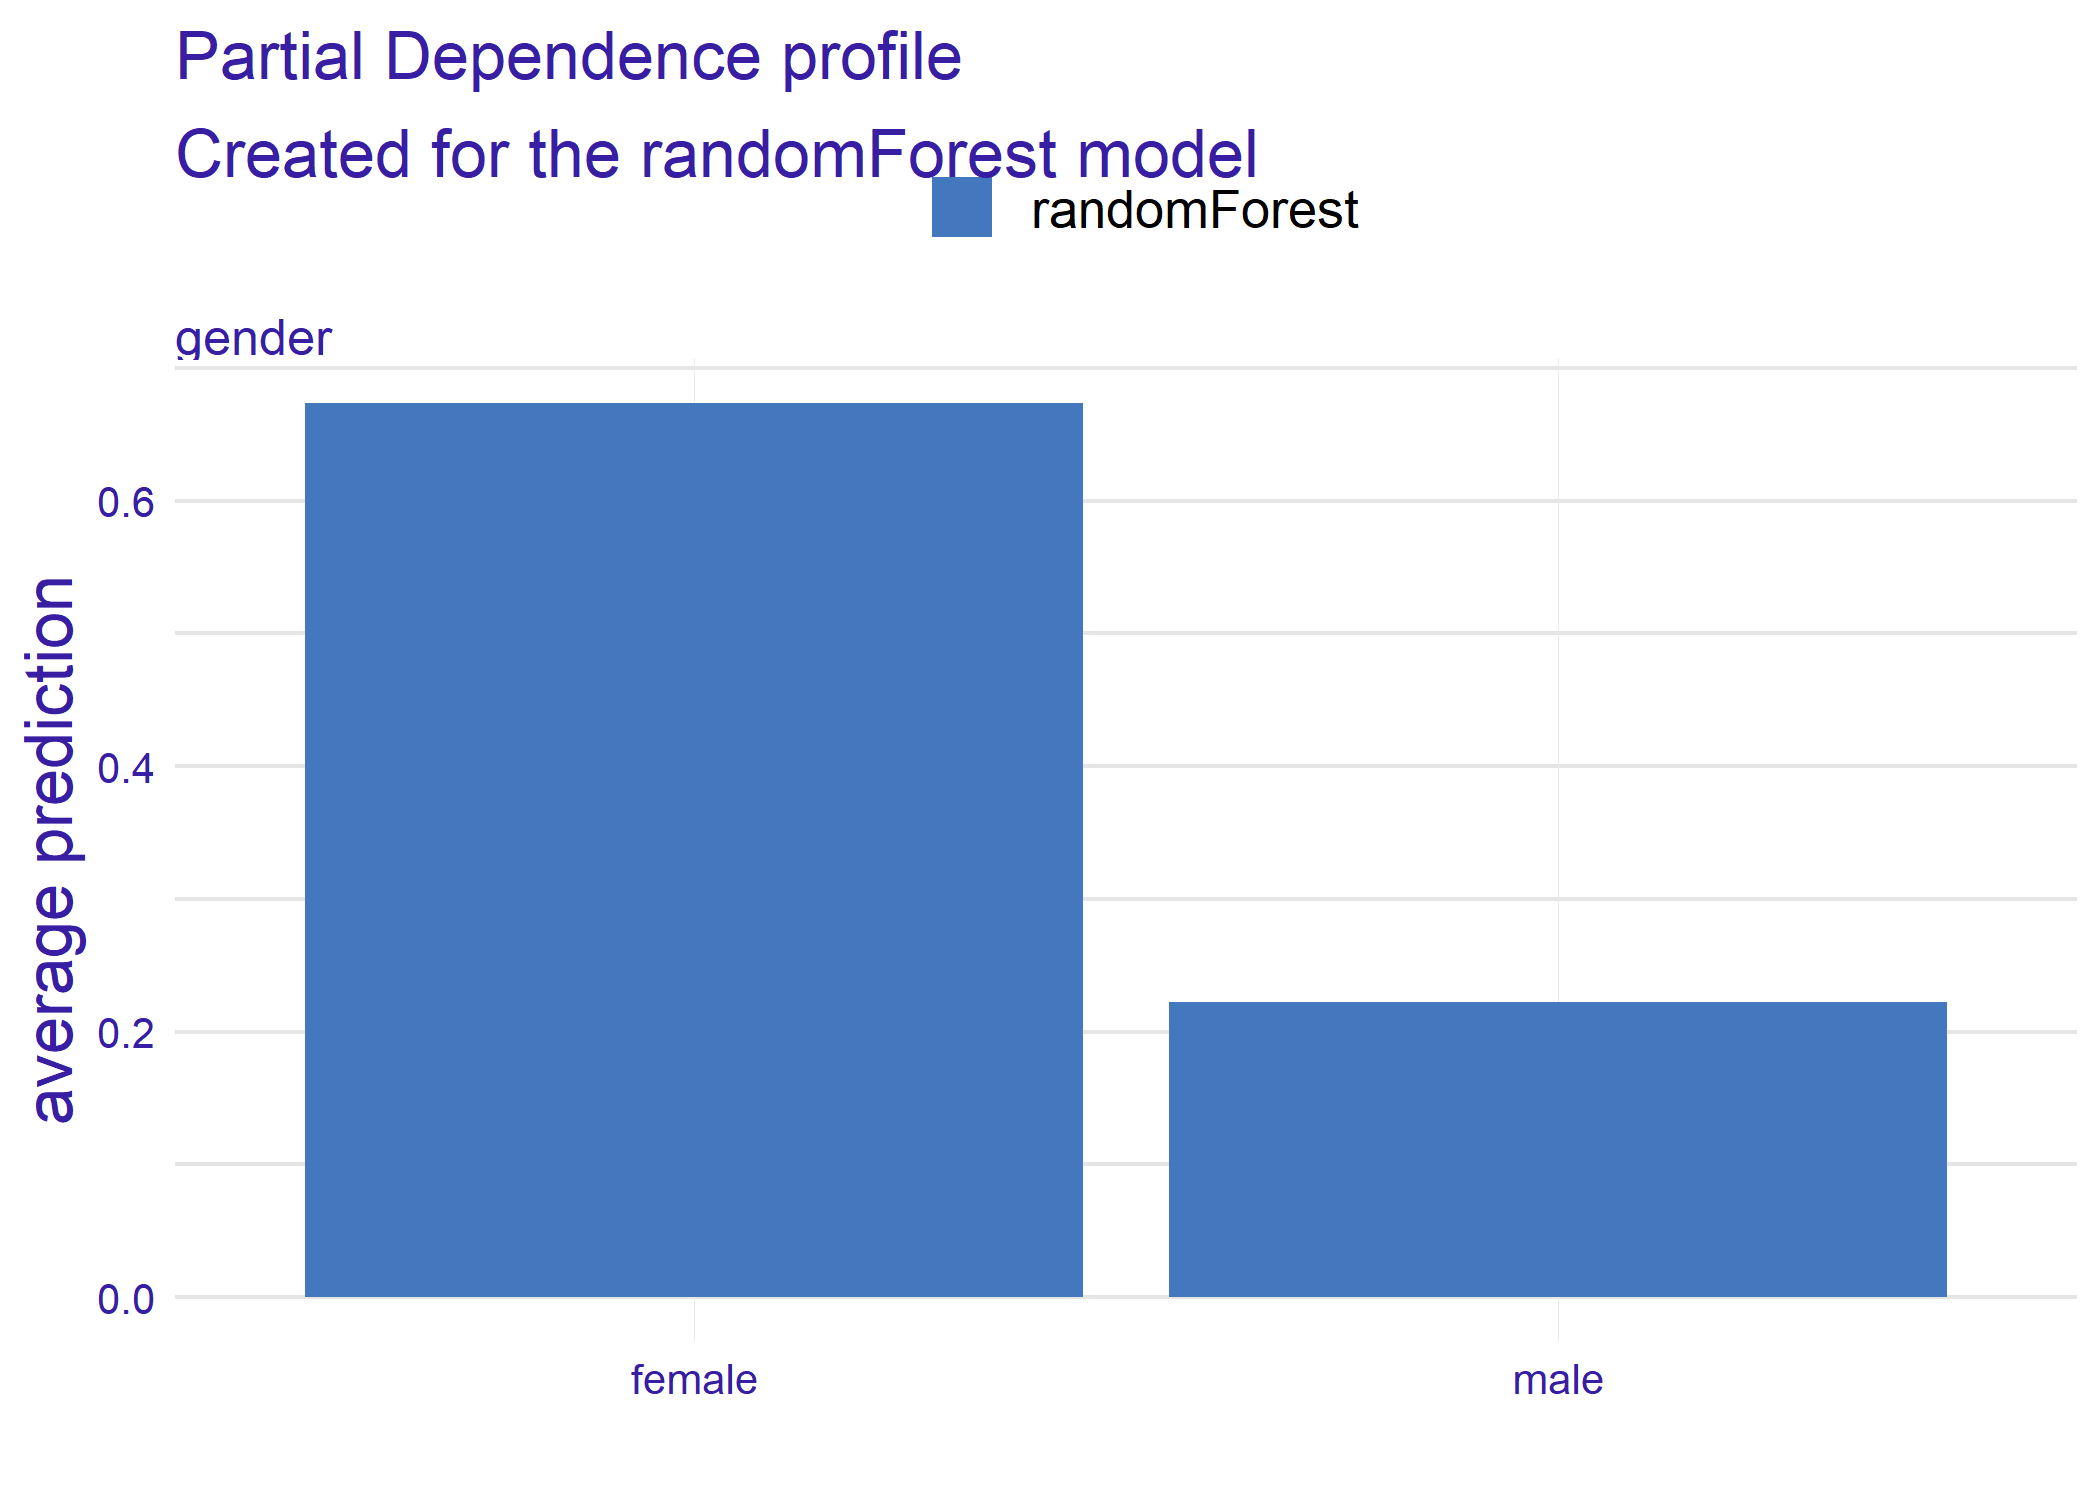 Partial Dependence profile
Created for the randomForest model
randomForest
gender
average prediction
0.6
0.4
0.2
0.0
female
male